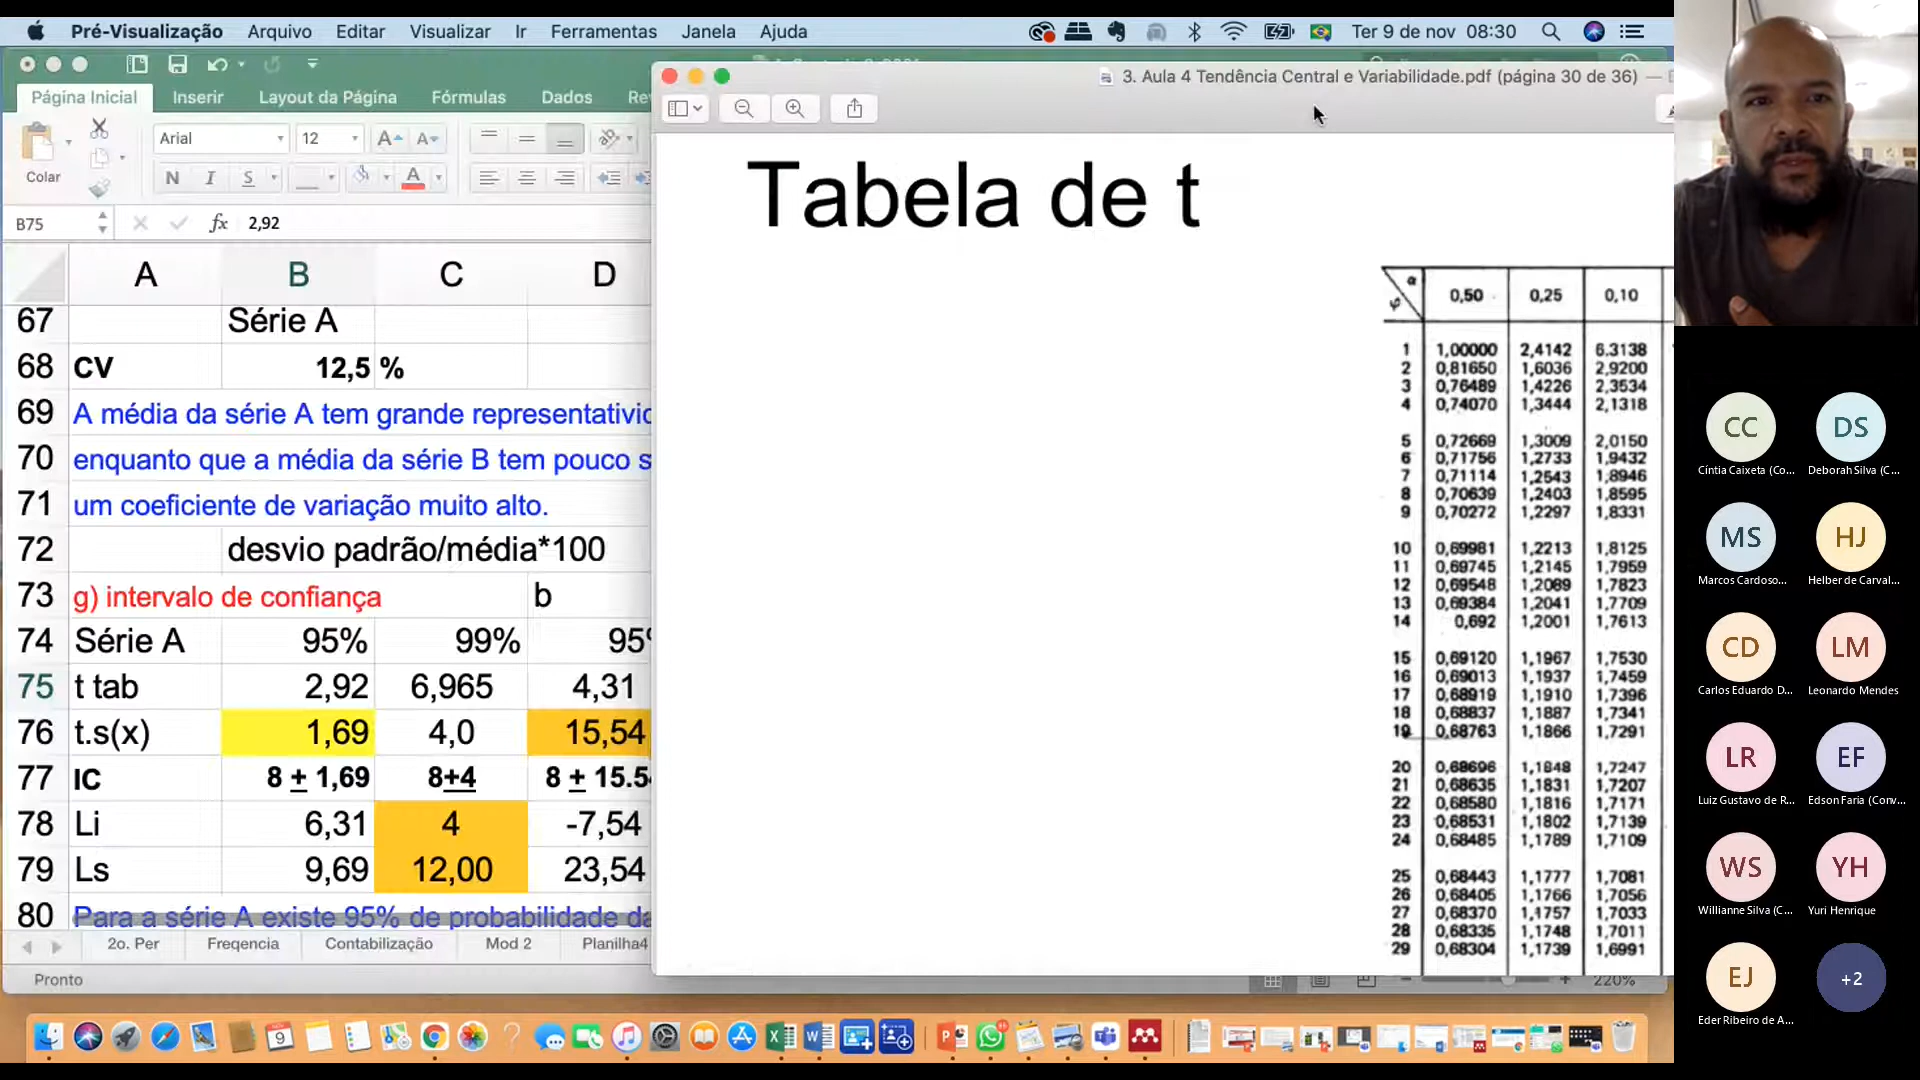 Pré-Visualização Arquivo Editar Visualizar Ir Ferramentas Janela Ajuda
Ter 9 de nov 08:30
Página Inicial Inserir Layout da Página Fórmulas Dados Re
Colar
Arial 12
N I S A
B75 fx 2,92
A B C D
67 Série A
68 CV 12,5 %
69 A média da série A tem grande representativid
70 enquanto que a média da série B tem pouco s
71 um coeficiente de variação muito alto.
72 desvio padrão/média*100
73 g) intervalo de confiança b
74 Série A 95% 99% 95%
75 t tab 2,92 6,965 4,31
76 t.s(x) 1,69 4,0 15,54
77 IC 8 ± 1,69 8±4 8 ± 15.54
78 Li 6,31 4 -7,54
79 Ls 9,69 12,00 23,54
80 Para a série A existe 95% de probabilidade da
2o. Per Freqencia Contabilização Mod 2 Planilha4
Pronto
220%
3. Aula 4 Tendência Central e Variabilidade.pdf (página 30 de 36)
Tabela de t
φ α 0,50 0,25 0,10
1 1,00000 2,4142 6.3138
2 0,81650 1,6036 2,9200
3 0,76489 1,4226 2,3534
4 0,74070 1,3444 2,1318
5 0,72669 1,3009 2,0150
6 0,71756 1,2733 1,9432
7 0,71114 1,2543 1,8946
8 0,70639 1,2403 1,8595
9 0,70272 1,2297 1,8331
10 0,69981 1,2213 1,8125
11 0,69745 1,2145 1,7959
12 0,69548 1,2089 1,7823
13 0,69384 1,2041 1,7709
14 0,692 1,2001 1,7613
15 0,69120 1,1967 1,7530
16 0,69013 1,1937 1,7459
17 0,68919 1,1910 1,7396
18 0,68837 1,1887 1,7341
19 0,68763 1,1866 1,7291
20 0,68696 1,1848 1,7247
21 0,68635 1,1831 1,7207
22 0,68580 1,1816 1,7171
23 0,68531 1,1802 1,7139
24 0,68485 1,1789 1,7109
25 0,68443 1,1777 1,7081
26 0,68405 1,1766 1,7056
27 0,68370 1,1757 1,7033
28 0,68335 1,1748 1,7011
29 0,68304 1,1739 1,6991
CC DS
Cíntia Caixeta (Co... Deborah Silva (C...
MS HJ
Marcos Cardoso... Helber de Carval...
CD LM
Carlos Eduardo D... Leonardo Mendes
LR EF
Luiz Gustavo de R... Edson Faria (Conv...
WS YH
Willianne Silva (C... Yuri Henrique
EJ +2
Eder Ribeiro de A...